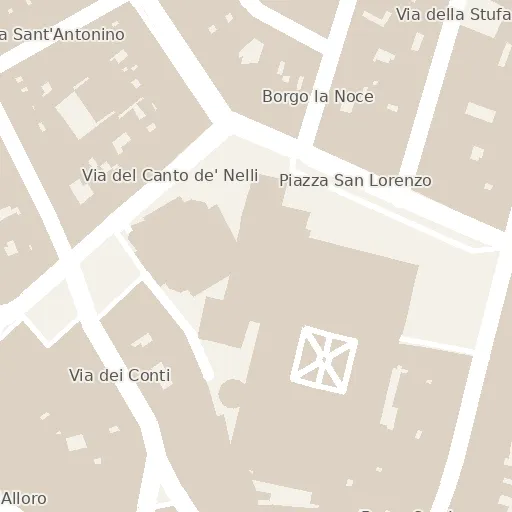 Via della Stufa
a Sant'Antonino
Borgo la Noce
Via del Canto de' Nelli
Piazza San Lorenzo
Via dei Conti
Alloro